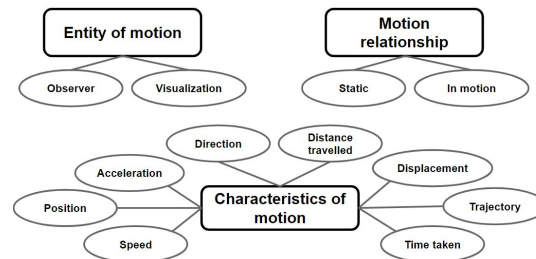 Entity of motion
Motion
relationship
Observer
Visualization
Static
In motion
Direction
Distance
travelled
Acceleration
Displacement
Position
Characteristics of
motion
Trajectory
Speed
Time taken